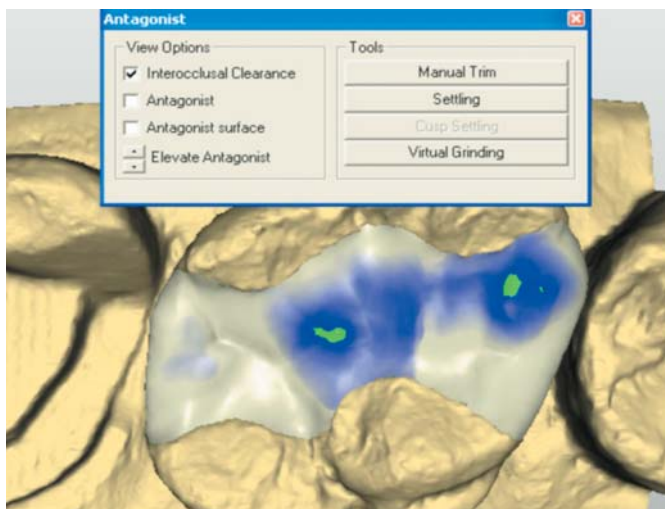 Antagonist
View Options
Interocclusal Clearance
Antagonist
Antagonist surface
Elevate Antagonist
Tools
Manual Trim
Settling
Cusp Settling
Virtual Grinding